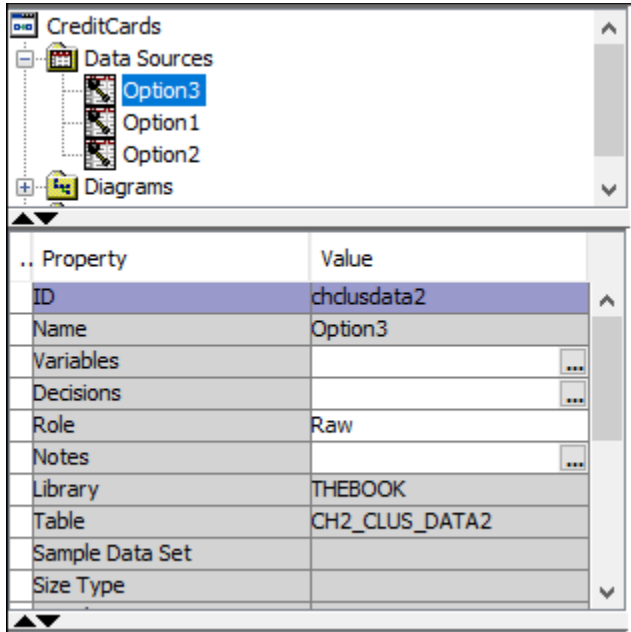 CreditCards
Data Sources
Option3
Option1
Option2
Diagrams
.. Property Value
ID chclusdata2
Name Option3
Variables ...
Decisions ...
Role Raw
Notes ...
Library THEBOOK
Table CH2_CLUS_DATA2
Sample Data Set
Size Type